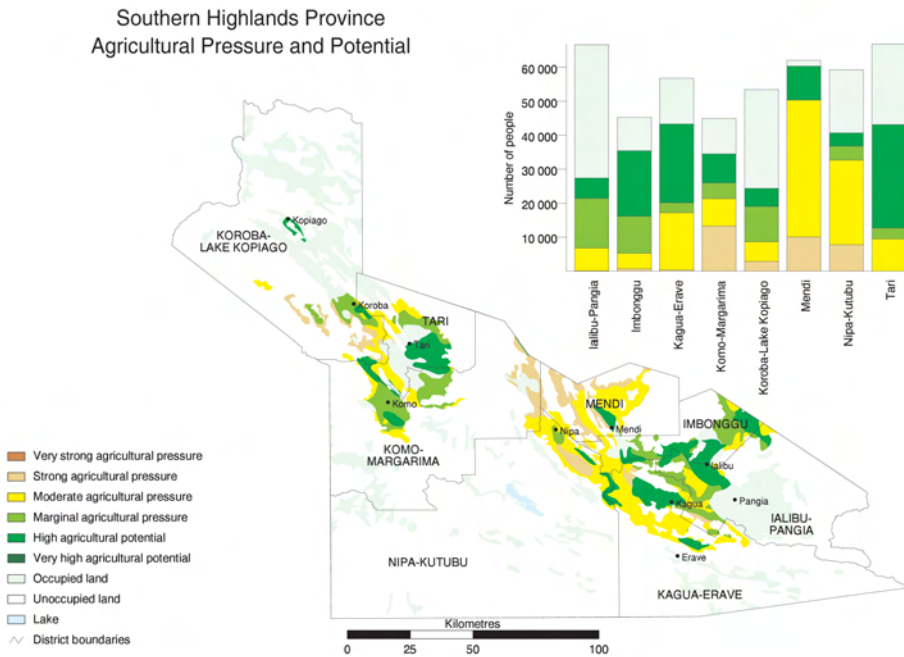 Southern Highlands Province
Agricultural Pressure and Potential
Number of people
60 000
50 000
40 000
30 000
20 000
10 000
Ialibu-Pangia
Imbonggu
Kagua-Erave
Komo-Margarima
Koroba-Lake Kopiago
Mendi
Nipa-Kutubu
Tari
Kopiago
KOROBA-
LAKE KOPIAGO
Koroba
TARI
Tari
Komo
KOMO-
MARGARIMA
MENDI
Mendi
Nipa
IMBONGGU
Ialibu
Pangia
IALIBU-
PANGIA
Kagua
Erave
NIPA-KUTUBU
KAGUA-ERAVE
Very strong agricultural pressure
Strong agricultural pressure
Moderate agricultural pressure
Marginal agricultural pressure
High agricultural potential
Very high agricultural potential
Occupied land
Unoccupied land
Lake
District boundaries
Kilometres
0 25 50 100